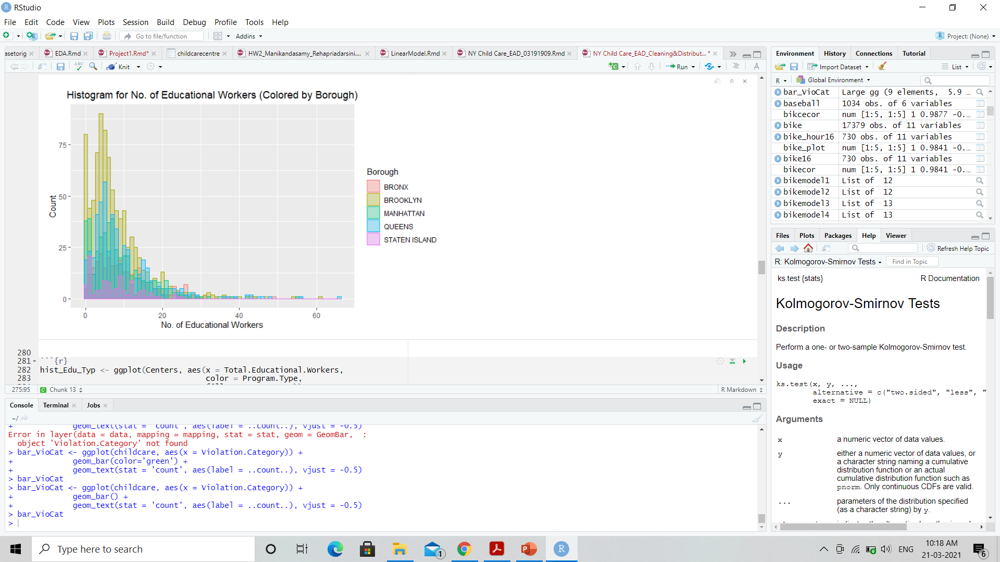 RStudio
File Edit Code View Plots Session Build Debug Profile Tools Help
Go to file/function Addins Project: (None)
asetorig EDA.Rmd Project1.Rmd* childcarecentre HW2_Manikandasamy_Rehapriadarsini.... LinearModel.Rmd NY Child Care_EAD_03191909.Rmd NY Child Care_EAD_Cleaning&Distribut...*
ABC Knit Run
Histogram for No. of Educational Workers (Colored by Borough)
Count
75
50
25
0
0 20 40 60
No. of Educational Workers
Borough
BRONX
BROOKLYN
MANHATTAN
QUEENS
STATEN ISLAND
280
281 ```{r}
282 hist_Edu_Typ <- ggplot(Centers, aes(x = Total.Educational.Workers,
283 color = Program.Type,
275:95 Chunk 13 R Markdown
Console Terminal Jobs
~/
+ geom_text(stat = 'count', aes(label = ..count..), vjust = -0.5)
Error in layer(data = data, mapping = mapping, stat = stat, geom = GeomBar, :
object 'Violation.Category' not found
> bar_VioCat <- ggplot(childcare, aes(x = Violation.Category)) +
+ geom_bar(color='green') +
+ geom_text(stat = 'count', aes(label = ..count..), vjust = -0.5)
> bar_VioCat
> bar_VioCat <- ggplot(childcare, aes(x = Violation.Category)) +
+ geom_bar() +
+ geom_text(stat = 'count', aes(label = ..count..), vjust = -0.5)
> bar_VioCat
>
Environment History Connections Tutorial
Import Dataset List
R Global Environment
bar_VioCat Large gg (9 elements, 5.9 …
baseball 1034 obs. of 6 variables
bikcecor num [1:5, 1:5] 1 0.9877 -0.…
bike 17379 obs. of 11 variables
bike_hour16 730 obs. of 11 variables
bike_plot num [1:5, 1:5] 1 0.9841 -0.…
bike16 730 obs. of 11 variables
bikecor num [1:5, 1:5] 1 0.9841 -0.…
bikemodel1 List of 12
bikemodel2 List of 12
bikemodel3 List of 13
bikemodel4 List of 13
Files Plots Packages Help Viewer
Refresh Help Topic
R: Kolmogorov-Smirnov Tests Find in Topic
ks.test {stats} R Documentation
Kolmogorov-Smirnov Tests
Description
Perform a one- or two-sample Kolmogorov-Smirnov test.
Usage
ks.test(x, y, ...,
alternative = c("two.sided", "less", "
exact = NULL)
Arguments
x a numeric vector of data values.
y either a numeric vector of data values, or
a character string naming a cumulative
distribution function or an actual
cumulative distribution function such as
pnorm. Only continuous CDFs are valid.
... parameters of the distribution specified
(as a character string) by y.
Type here to search
1
ENG
10:18 AM
21-03-2021
6